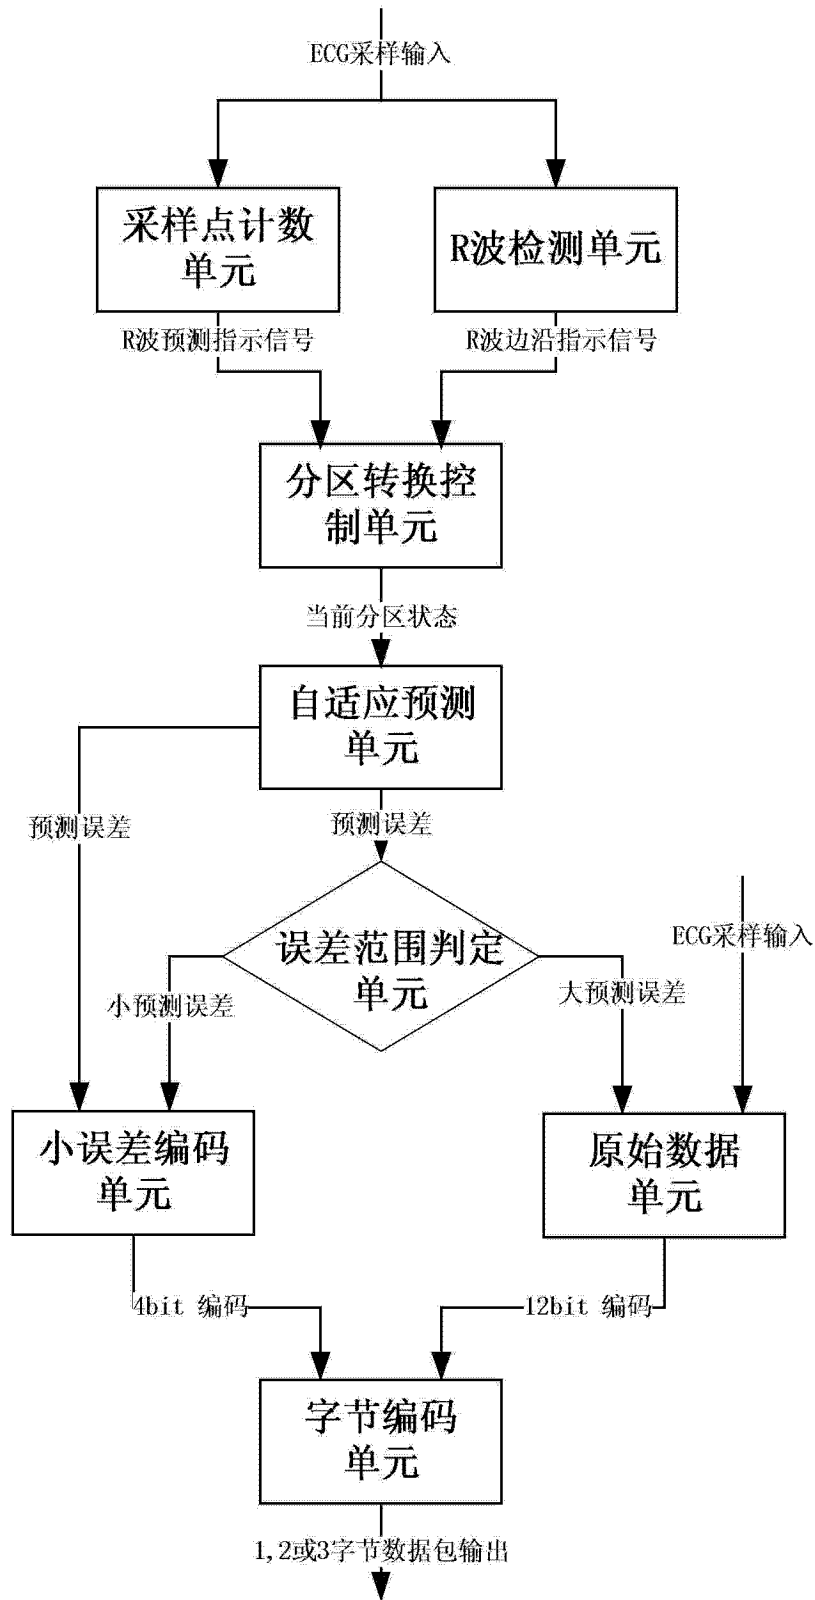 ECG采样输入
采样点计数
单元
R波检测单元
R波预测指示信号
R波边沿指示信号
分区转换控
制单元
当前分区状态
自适应预测
单元
预测误差
预测误差
误差范围判定
单元
ECG采样输入
小预测误差
大预测误差
小误差编码
单元
原始数据
单元
4bit 编码
12bit 编码
字节编码
单元
1,2或3字节数据包输出